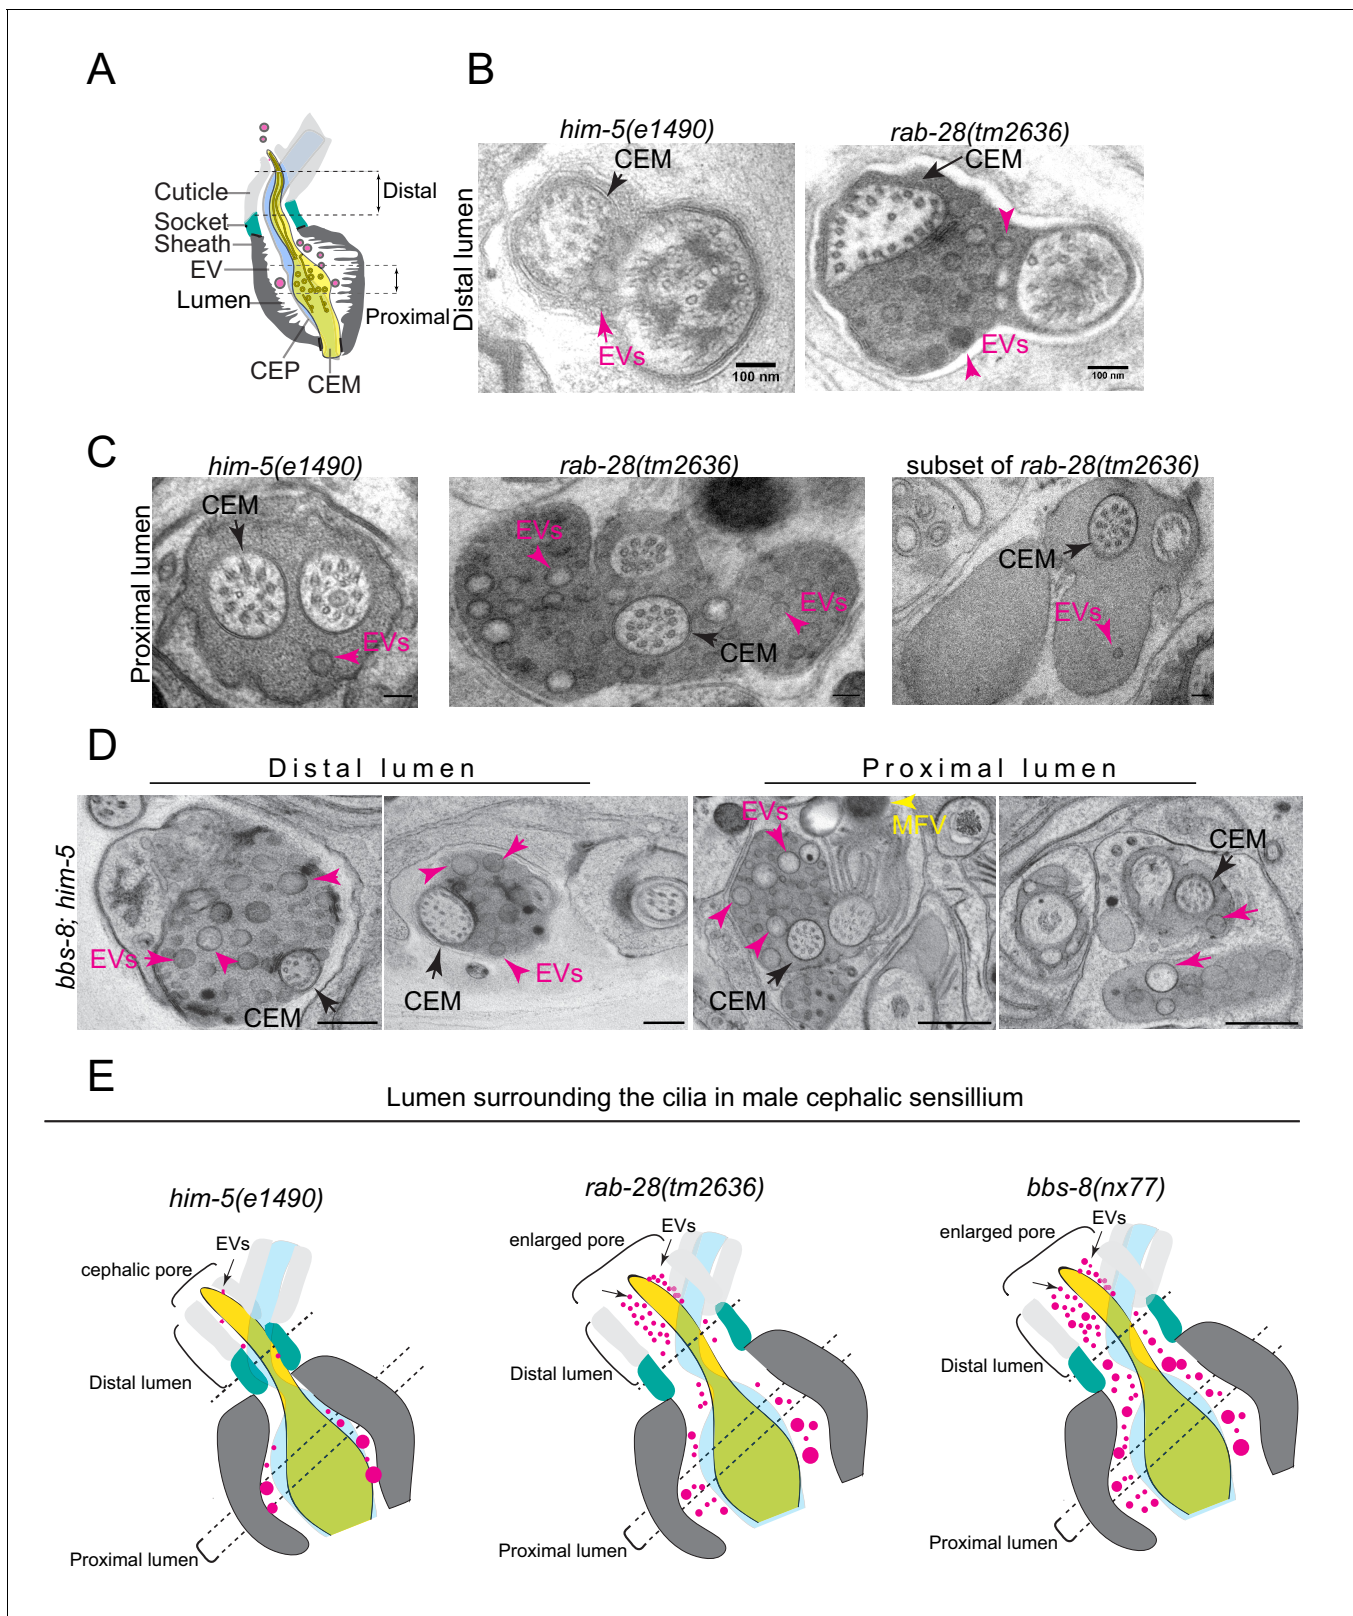 A
Cuticle
Socket
Sheath
EV
Lumen
CEP
CEM
Distal
Proximal
B
him-5(e1490)
rab-28(tm2636)
Distal lumen
CEM
EVs
100 nm
CEM
EVs
100 nm
C
him-5(e1490)
rab-28(tm2636)
subset of rab-28(tm2636)
Proximal lumen
CEM
EVs
EVs
EVs
CEM
CEM
EVs
D
Distal lumen
Proximal lumen
bbs-8; him-5
EVs
CEM
CEM
EVs
EVs
MFV
CEM
CEM
E
Lumen surrounding the cilia in male cephalic sensillium
him-5(e1490)
EVs
cephalic pore
Distal lumen
Proximal lumen
rab-28(tm2636)
EVs
enlarged pore
Distal lumen
Proximal lumen
bbs-8(nx77)
EVs
enlarged pore
Distal lumen
Proximal lumen